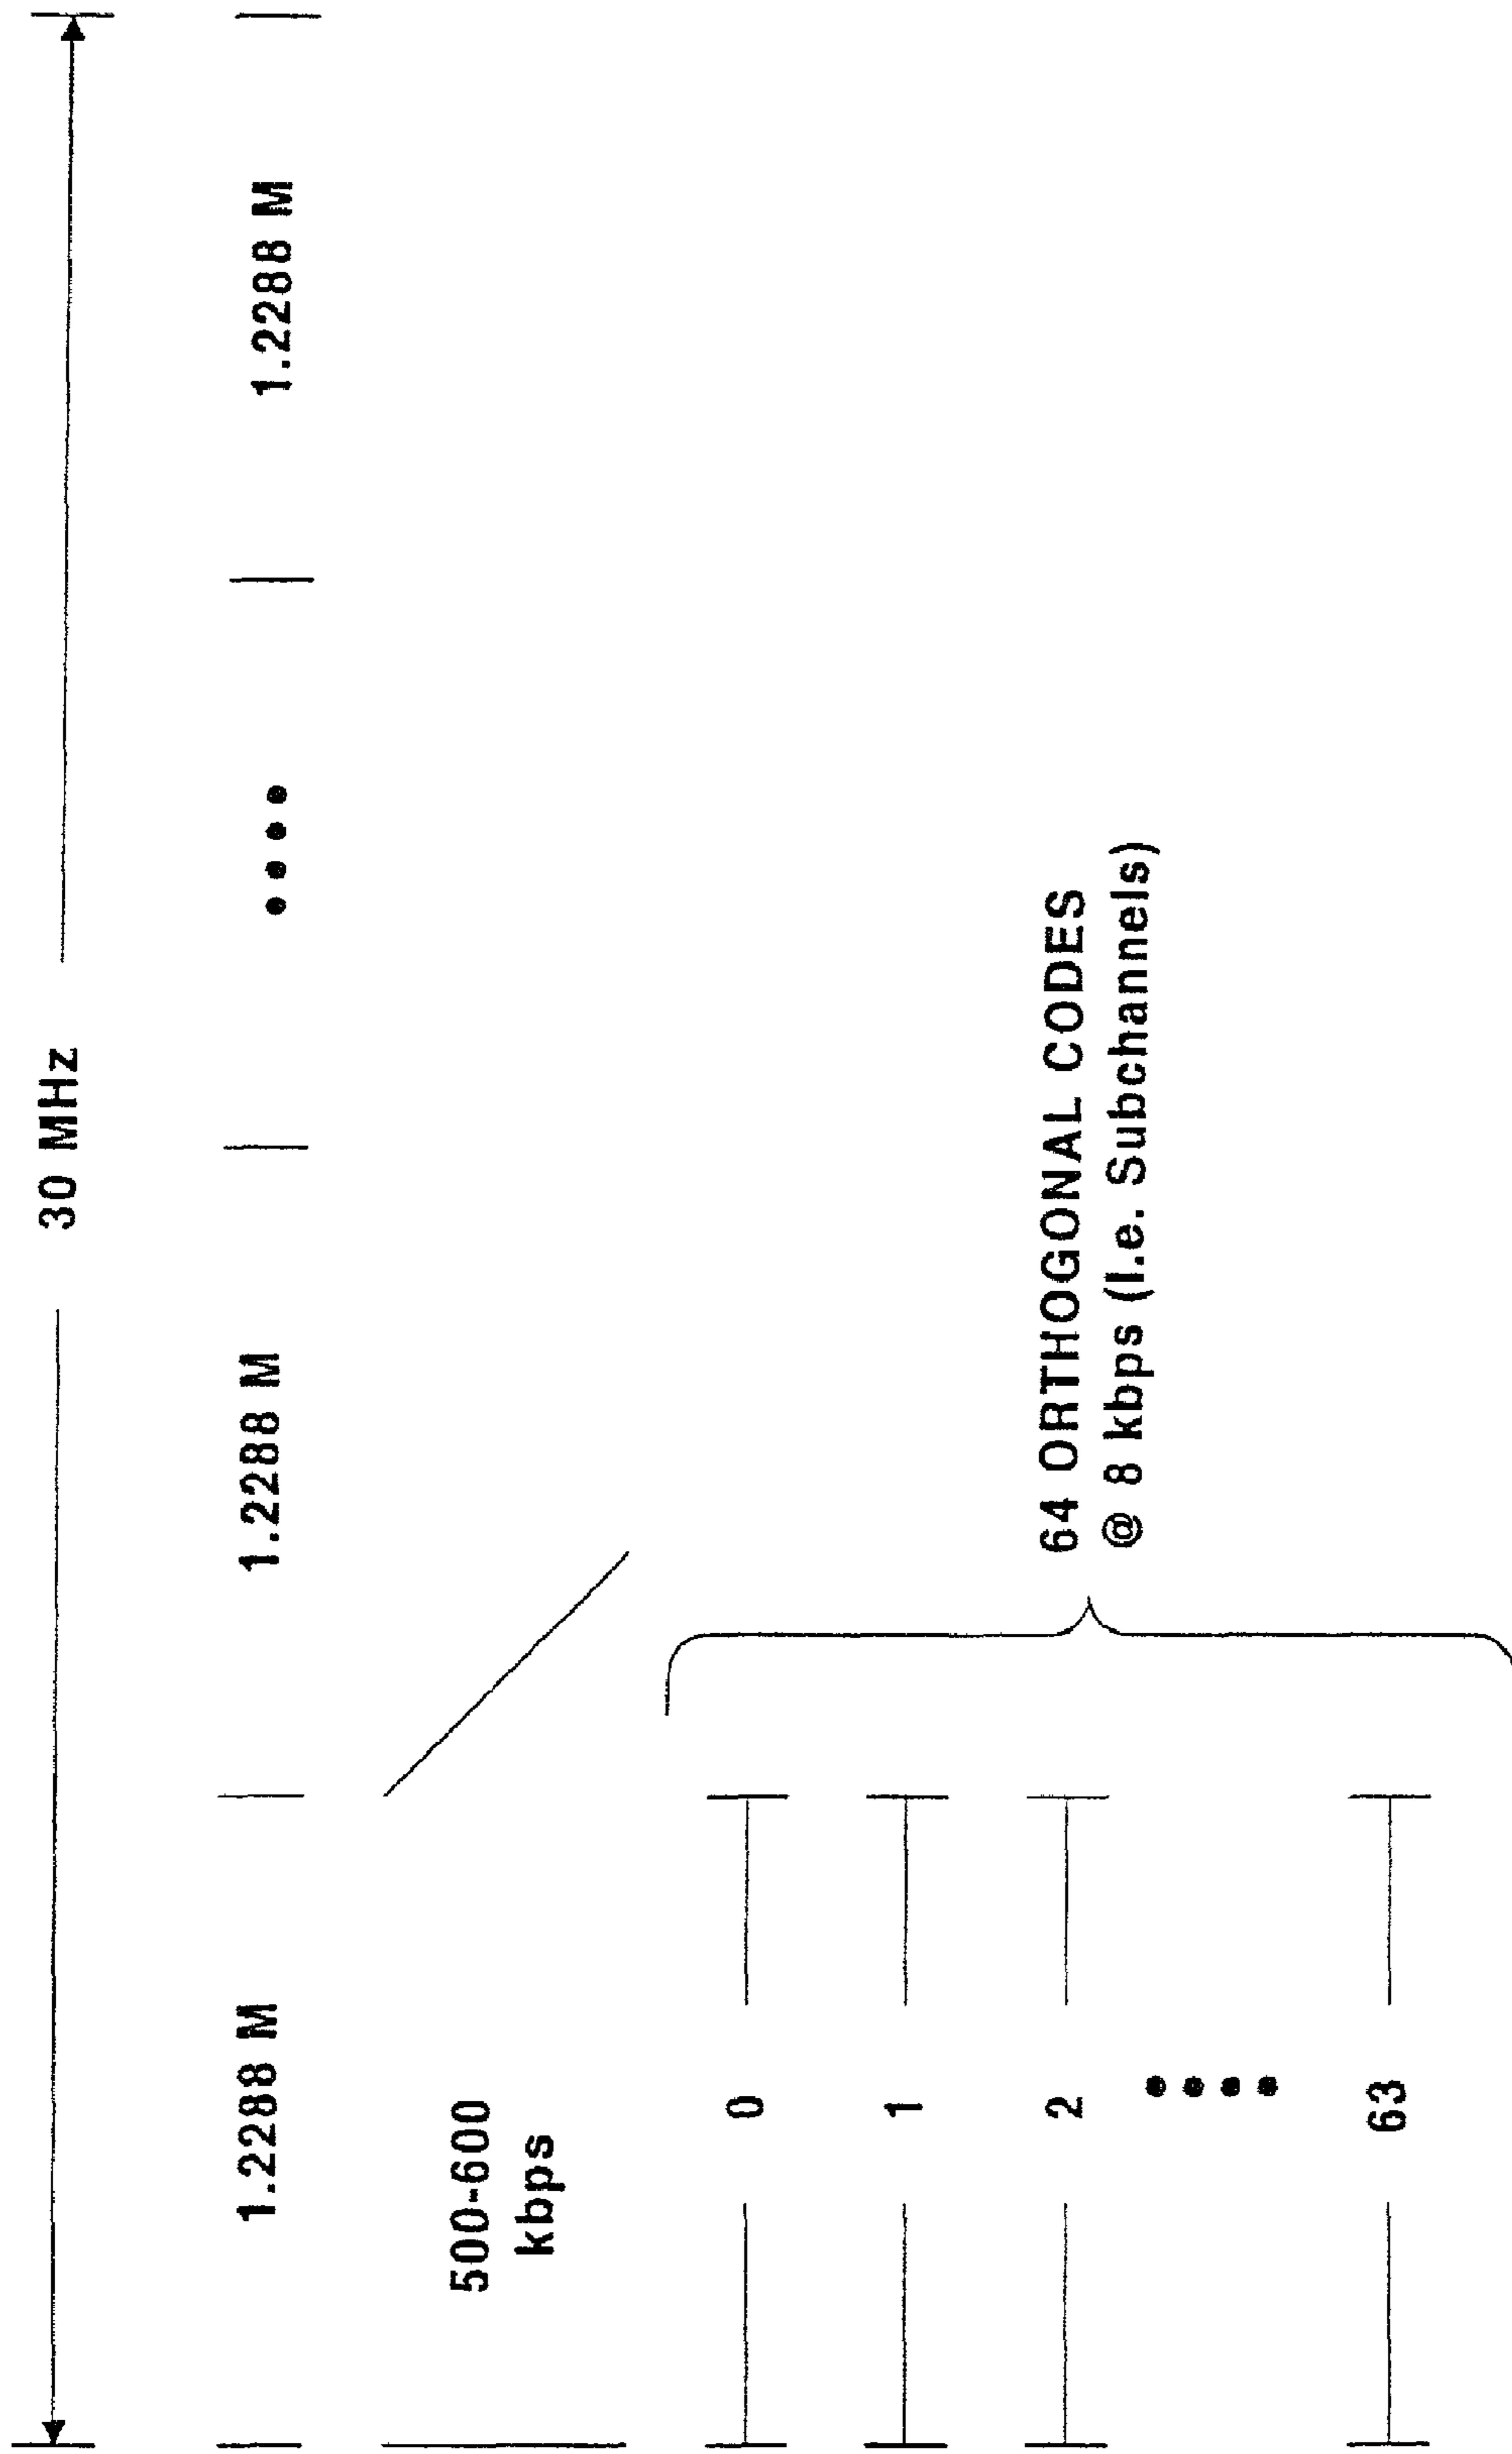 30 MHz
1.2288 M
1.2288 M
1.2288 M
500-600
kbps
0
1
2
63
64 ORTHOGONAL CODES
@ 8 kbps (I.e. Subchannels)